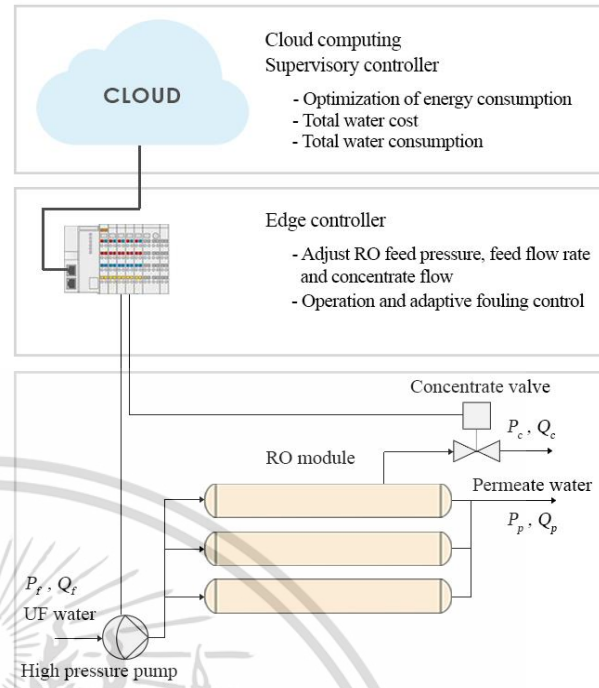 CLOUD
Cloud computing
Supervisory controller
- Optimization of energy consumption
- Total water cost
- Total water consumption
Edge controller
- Adjust RO feed pressure, feed flow rate
and concentrate flow
- Operation and adaptive fouling control
Concentrate valve
P_c , Q_c
RO module
Permeate water
P_p , Q_p
P_f , Q_f
UF water
High pressure pump